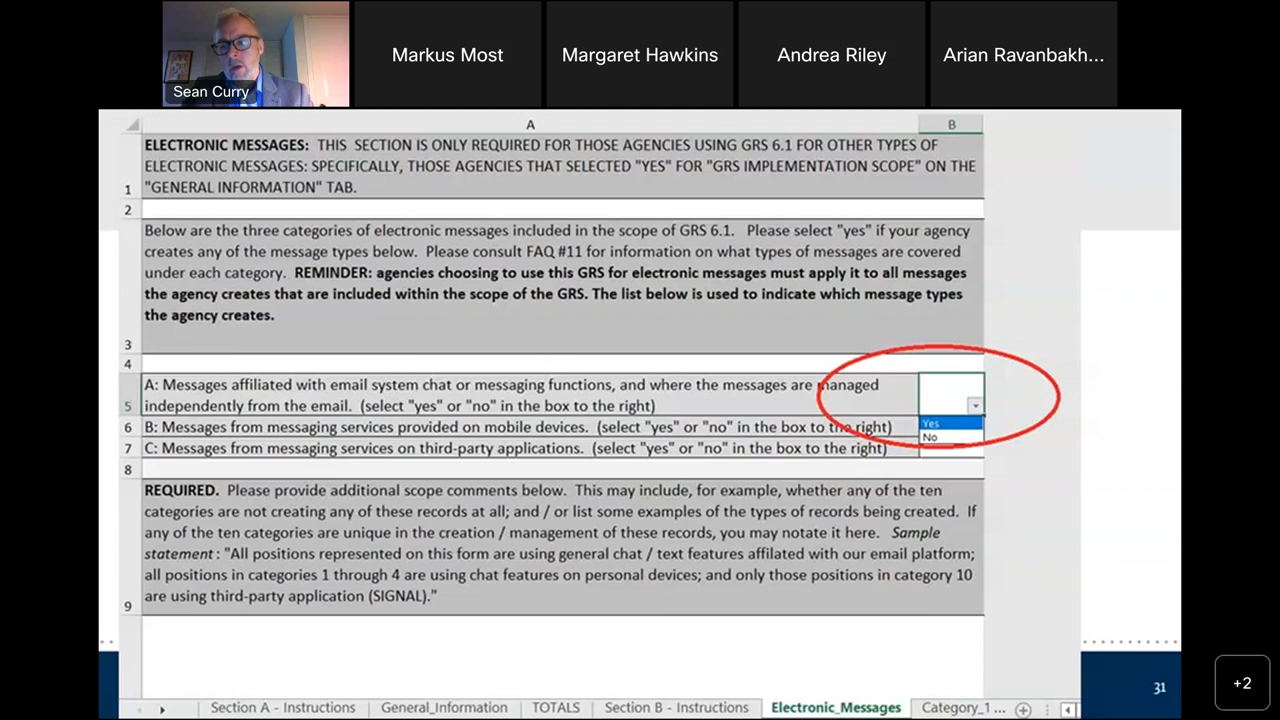 Sean Curry
Markus Most
Margaret Hawkins
Andrea Riley
Arian Ravanbakh...
A
B
ELECTRONIC MESSAGES: THIS SECTION IS ONLY REQUIRED FOR THOSE AGENCIES USING GRS 6.1 FOR OTHER TYPES OF
ELECTRONIC MESSAGES: SPECIFICALLY, THOSE AGENCIES THAT SELECTED "YES" FOR "GRS IMPLEMENTATION SCOPE" ON THE
1 "GENERAL INFORMATION" TAB.
2
Below are the three categories of electronic messages included in the scope of GRS 6.1. Please select "yes" if your agency
creates any of the message types below. Please consult FAQ #11 for information on what types of messages are covered
under each category. REMINDER: agencies choosing to use this GRS for electronic messages must apply it to all messages
the agency creates that are included within the scope of the GRS. The list below is used to indicate which message types
the agency creates.
3
4
A: Messages affiliated with email system chat or messaging functions, and where the messages are managed
5 independently from the email. (select "yes" or "no" in the box to the right)
6 B: Messages from messaging services provided on mobile devices. (select "yes" or "no" in the box to the right)
Yes
No
7 C: Messages from messaging services on third-party applications. (select "yes" or "no" in the box to the right)
8
REQUIRED. Please provide additional scope comments below. This may include, for example, whether any of the ten
categories are not creating any of these records at all; and / or list some examples of the types of records being created. If
any of the ten categories are unique in the creation / management of these records, you may notate it here. Sample
statement : "All positions represented on this form are using general chat / text features affilated with our email platform;
all positions in categories 1 through 4 are using chat features on personal devices; and only those positions in category 10
9 are using third-party application (SIGNAL)."
31
+2
Section A - Instructions
General_Information
TOTALS
Section B - Instructions
Electronic_Messages
Category_1 ...